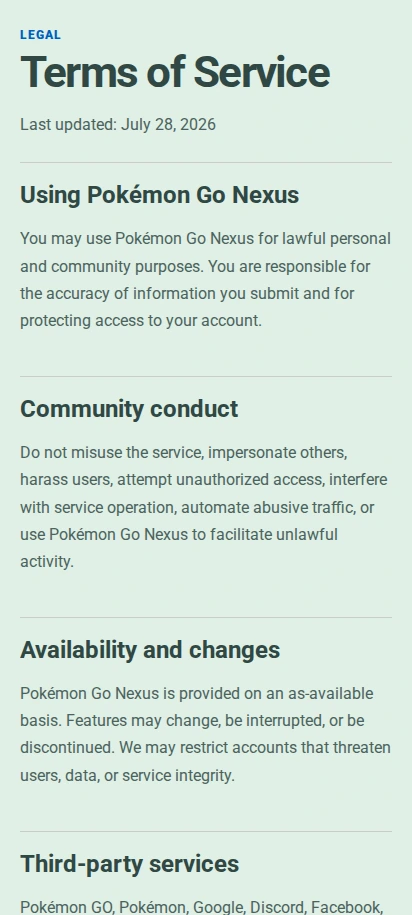 LEGAL
Terms of Service
Last updated: July 28, 2026
Using Pokémon Go Nexus
You may use Pokémon Go Nexus for lawful personal
and community purposes. You are responsible for
the accuracy of information you submit and for
protecting access to your account.
Community conduct
Do not misuse the service, impersonate others,
harass users, attempt unauthorized access, interfere
with service operation, automate abusive traffic, or
use Pokémon Go Nexus to facilitate unlawful
activity.
Availability and changes
Pokémon Go Nexus is provided on an as-available
basis. Features may change, be interrupted, or be
discontinued. We may restrict accounts that threaten
users, data, or service integrity.
Third-party services
Pokémon GO, Pokémon, Google, Discord, Facebook,